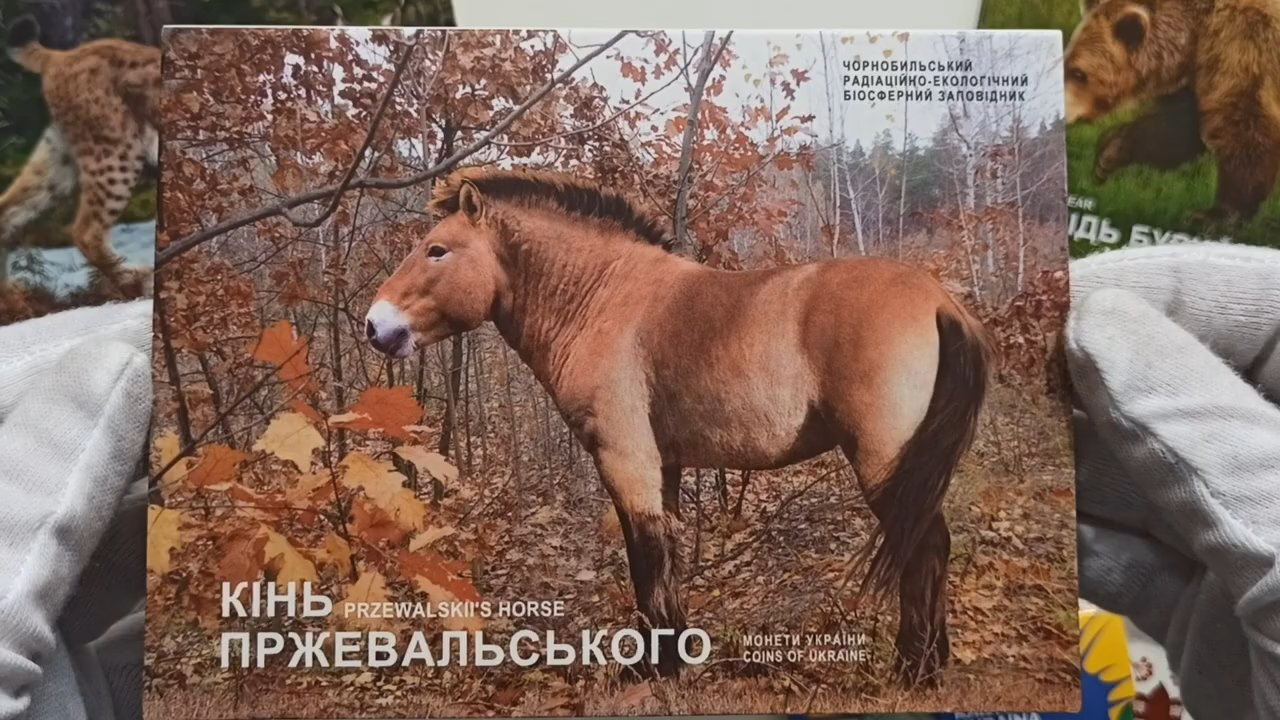 ЧОРНОБИЛЬСЬКИЙ
РАДІАЦІЙНО-ЕКОЛОГІЧНИЙ
БІОСФЕРНИЙ ЗАПОВІДНИК
КІНЬ PRZEWALSKII'S HORSE
ПРЖЕВАЛЬСЬКОГО
МОНЕТИ УКРАЇНИ
COINS OF UKRAINE